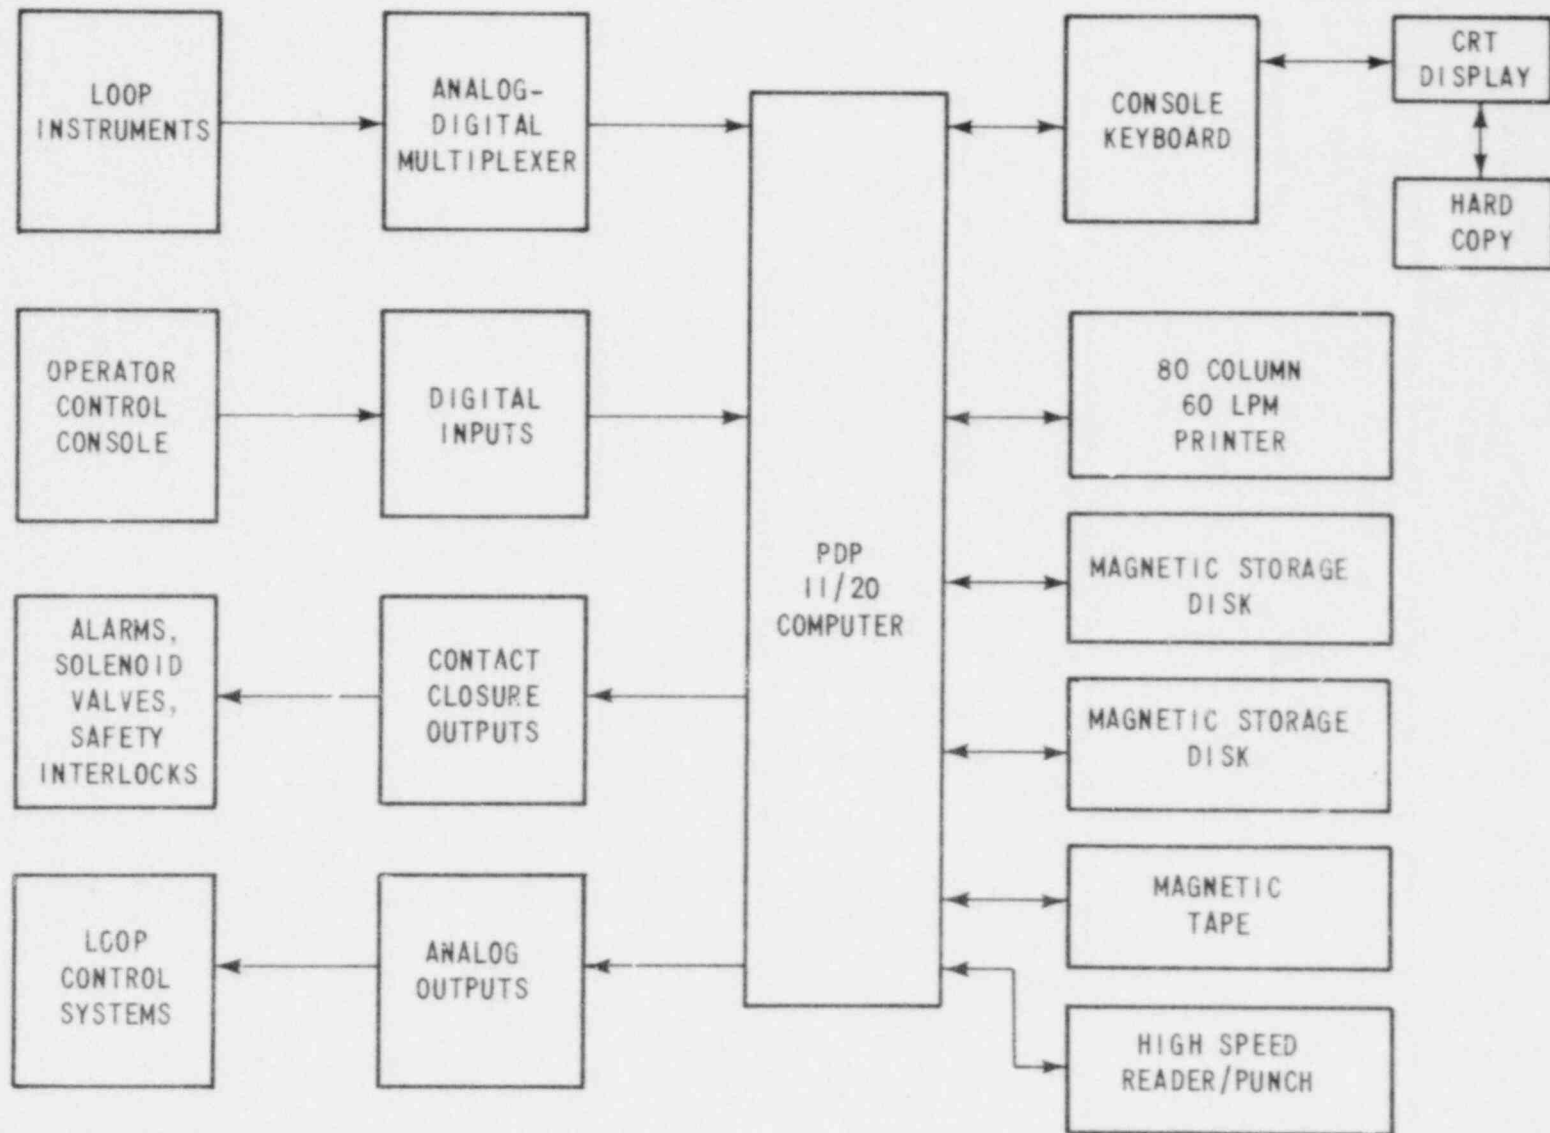 LOOP
INSTRUMENTS
ANALOG-
DIGITAL
MULTIPLEXER
CONSOLE
KEYBOARD
CRT
DISPLAY
HARD
COPY
OPERATOR
CONTROL
CONSOLE
DIGITAL
INPUTS
80 COLUMN
60 LPM
PRINTER
PDP
11/20
COMPUTER
MAGNETIC STORAGE
DISK
ALARMS,
SOLENOID
VALVES,
SAFETY
INTERLOCKS
CONTACT
CLOSURE
OUTPUTS
MAGNETIC STORAGE
DISK
MAGNETIC
TAPE
LOOP
CONTROL
SYSTEMS
ANALOG
OUTPUTS
HIGH SPEED
READER/PUNCH